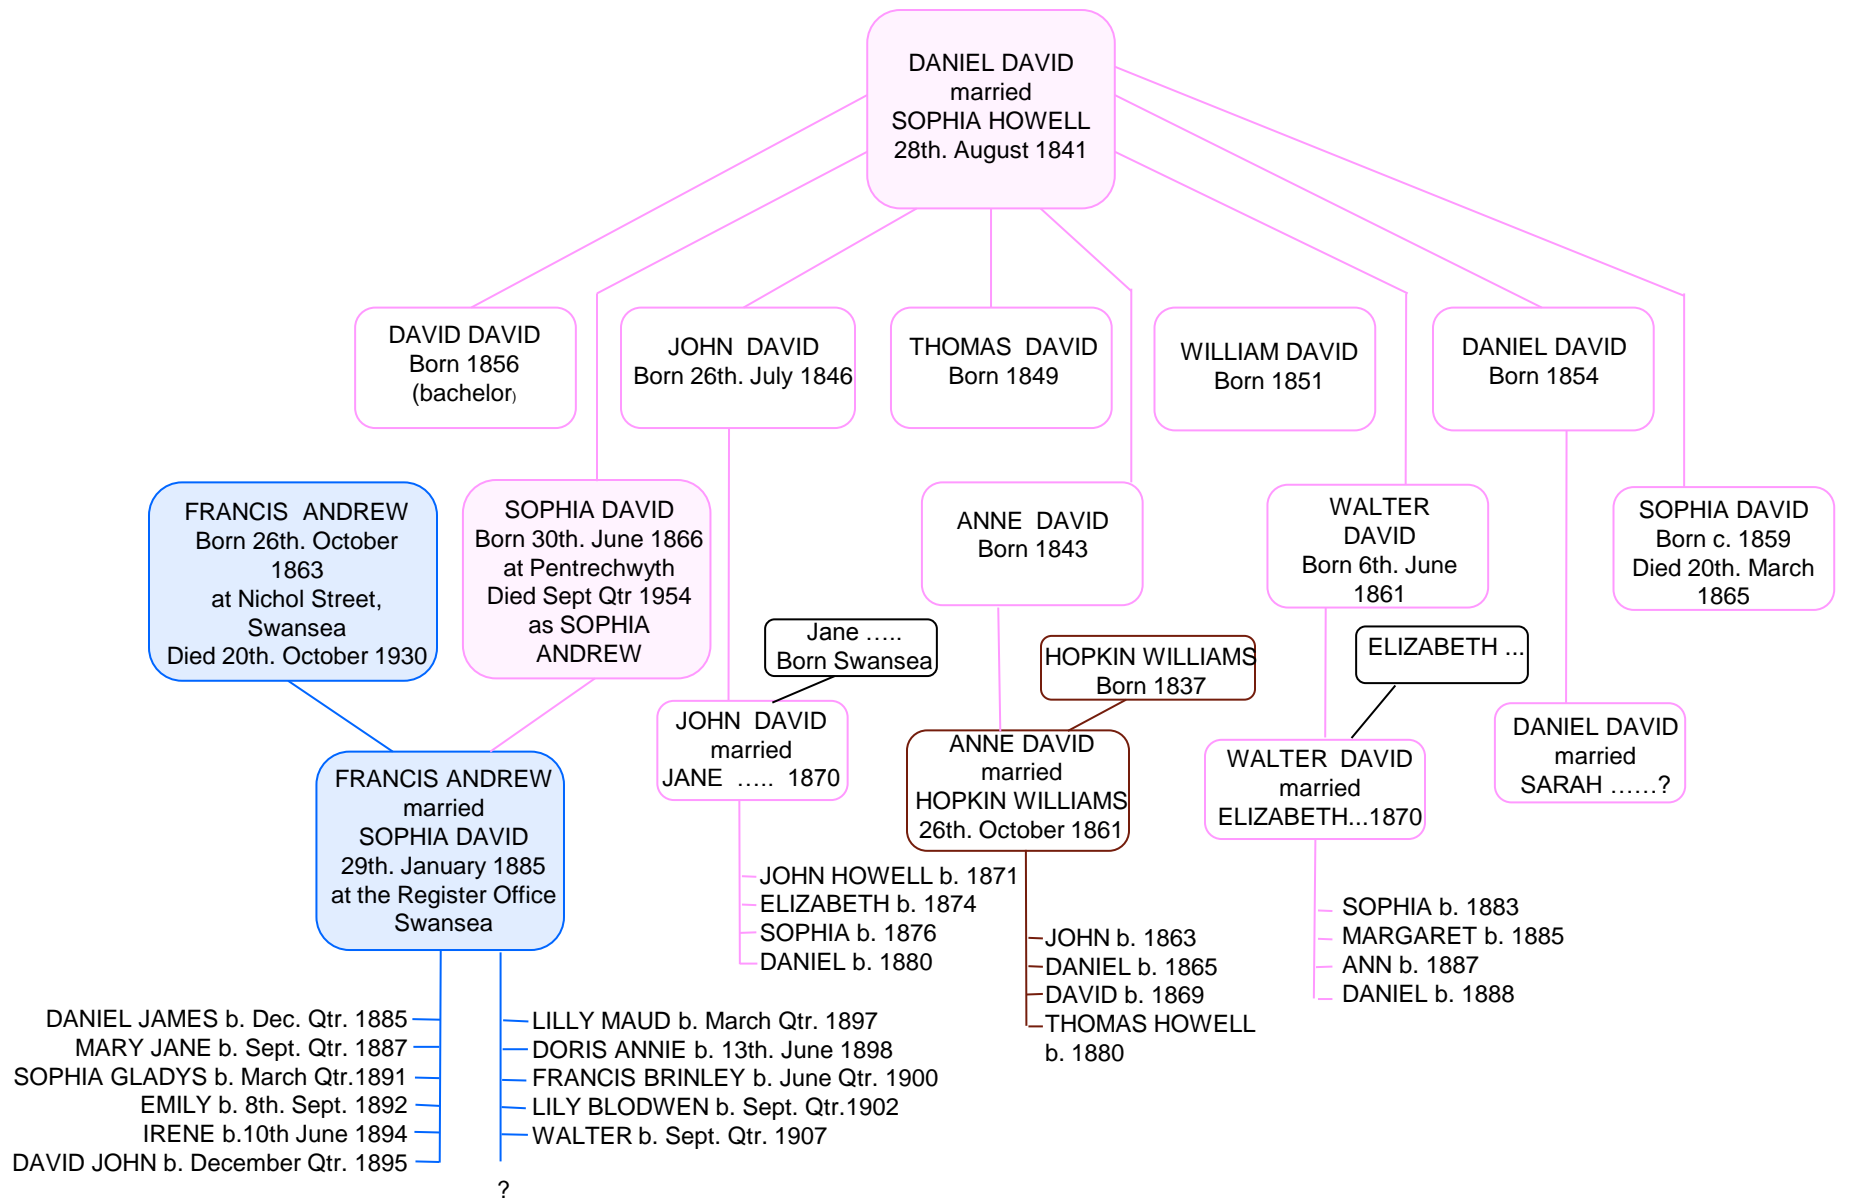 DANIEL DAVID
married
SOPHIA HOWELL
28th. August 1841
DAVID DAVID
Born 1856
(bachelor)
JOHN DAVID
Born 26th. July 1846
THOMAS DAVID
Born 1849
WILLIAM DAVID
Born 1851
DANIEL DAVID
Born 1854
FRANCIS ANDREW
Born 26th. October
1863
at Nichol Street,
Swansea
Died 20th. October 1930
SOPHIA DAVID
Born 30th. June 1866
at Pentrechwyth
Died Sept Qtr 1954
as SOPHIA
ANDREW
ANNE DAVID
Born 1843
WALTER
DAVID
Born 6th. June
1861
SOPHIA DAVID
Born c. 1859
Died 20th. March
1865
Jane …..
Born Swansea
HOPKIN WILLIAMS
Born 1837
ELIZABETH ...
FRANCIS ANDREW
married
SOPHIA DAVID
29th. January 1885
at the Register Office
Swansea
JOHN DAVID
married
JANE ….. 1870
ANNE DAVID
married
HOPKIN WILLIAMS
26th. October 1861
WALTER DAVID
married
ELIZABETH...1870
DANIEL DAVID
married
SARAH ……?
JOHN HOWELL b. 1871
ELIZABETH b. 1874
SOPHIA b. 1876
DANIEL b. 1880
JOHN b. 1863
DANIEL b. 1865
DAVID b. 1869
THOMAS HOWELL
b. 1880
SOPHIA b. 1883
MARGARET b. 1885
ANN b. 1887
DANIEL b. 1888
DANIEL JAMES b. Dec. Qtr. 1885
MARY JANE b. Sept. Qtr. 1887
SOPHIA GLADYS b. March Qtr.1891
EMILY b. 8th. Sept. 1892
IRENE b.10th June 1894
DAVID JOHN b. December Qtr. 1895
LILLY MAUD b. March Qtr. 1897
DORIS ANNIE b. 13th. June 1898
FRANCIS BRINLEY b. June Qtr. 1900
LILY BLODWEN b. Sept. Qtr.1902
WALTER b. Sept. Qtr. 1907
?